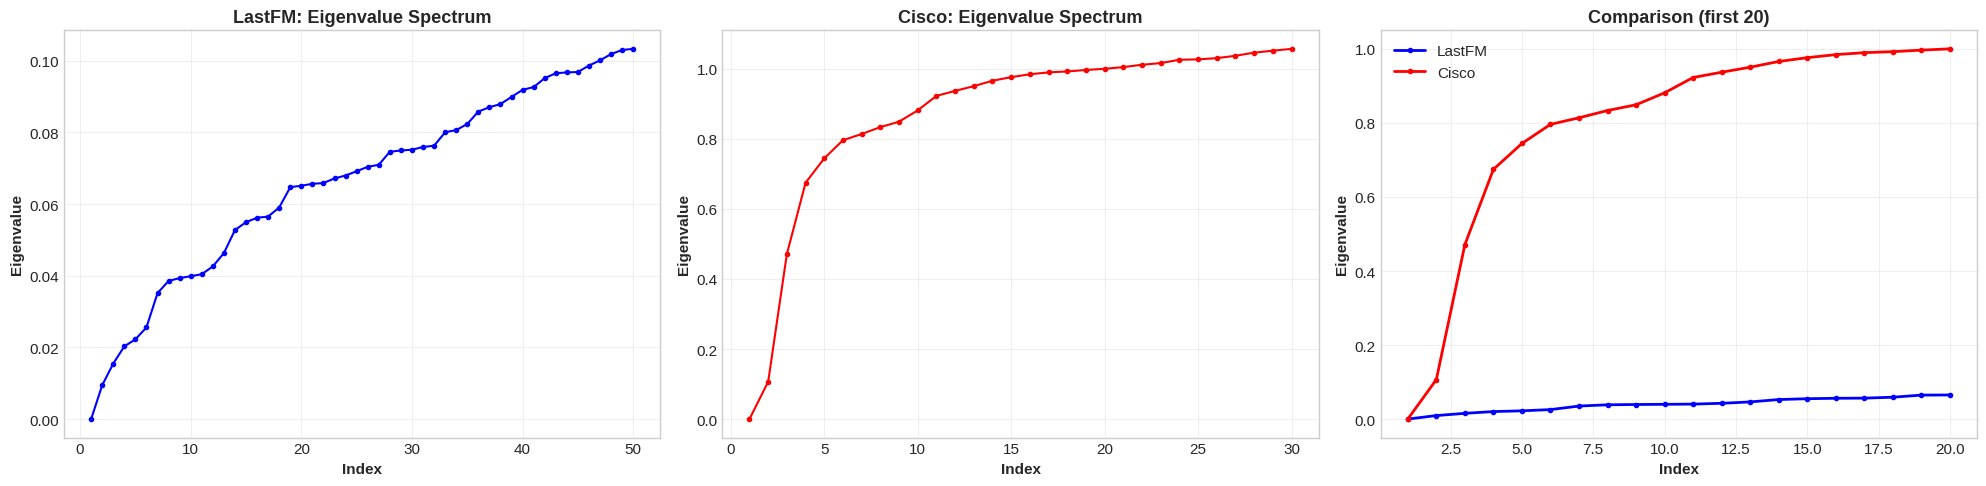 LastFM: Eigenvalue Spectrum
Eigenvalue
0.10
0.08
0.06
0.04
0.02
0.00
0 10 20 30 40 50
Index
Cisco: Eigenvalue Spectrum
Eigenvalue
1.0
0.8
0.6
0.4
0.2
0.0
0 5 10 15 20 25 30
Index
Comparison (first 20)
LastFM
Cisco
Eigenvalue
1.0
0.8
0.6
0.4
0.2
0.0
2.5 5.0 7.5 10.0 12.5 15.0 17.5 20.0
Index